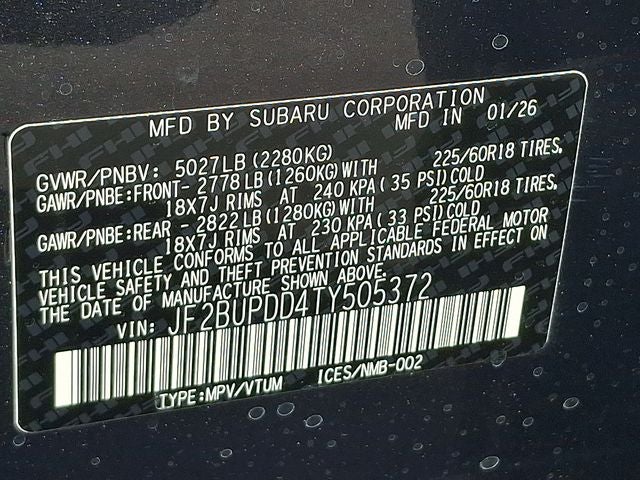 MFD BY SUBARU CORPORATION
MFD IN 01/26
GVWR/PNBV: 5027LB (2280KG)
GAWR/PNBE:FRONT- 2778 LB (1260KG) WITH 225/60R18 TIRES,
18X7J RIMS AT 240 KPA (35 PSI) COLD
GAWR/PNBE:REAR - 2822 LB (1280KG) WITH 225/60R18 TIRES,
18X7J RIMS AT 230 KPA (33 PSI) COLD
THIS VEHICLE CONFORMS TO ALL APPLICABLE FEDERAL MOTOR
VEHICLE SAFETY AND THEFT PREVENTION STANDARDS IN EFFECT ON
THE DATE OF MANUFACTURE SHOWN ABOVE.
VIN: JF2BUPDD4TY505372
TYPE:MPV/VTUM ICES/NMB-002